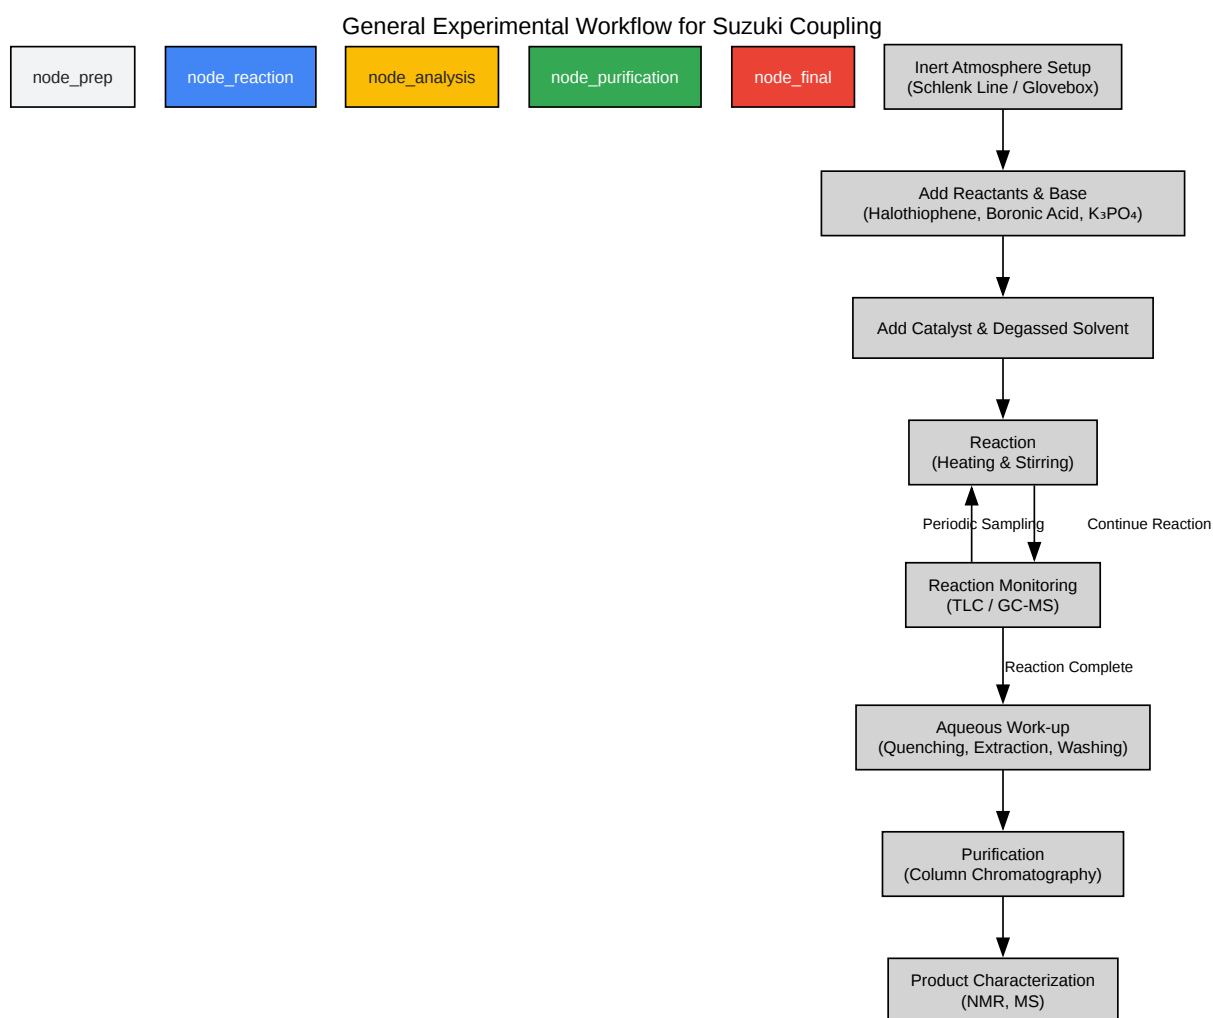 General Experimental Workflow for Suzuki Coupling
node_prep
node_reaction
node_analysis
node_purification
node_final
Inert Atmosphere Setup
(Schlenk Line / Glovebox)
Add Reactants & Base
(Halothiophene, Boronic Acid, K₃PO₄)
Add Catalyst & Degassed Solvent
Reaction
(Heating & Stirring)
Periodic Sampling
Continue Reaction
Reaction Monitoring
(TLC / GC-MS)
Reaction Complete
Aqueous Work-up
(Quenching, Extraction, Washing)
Purification
(Column Chromatography)
Product Characterization
(NMR, MS)